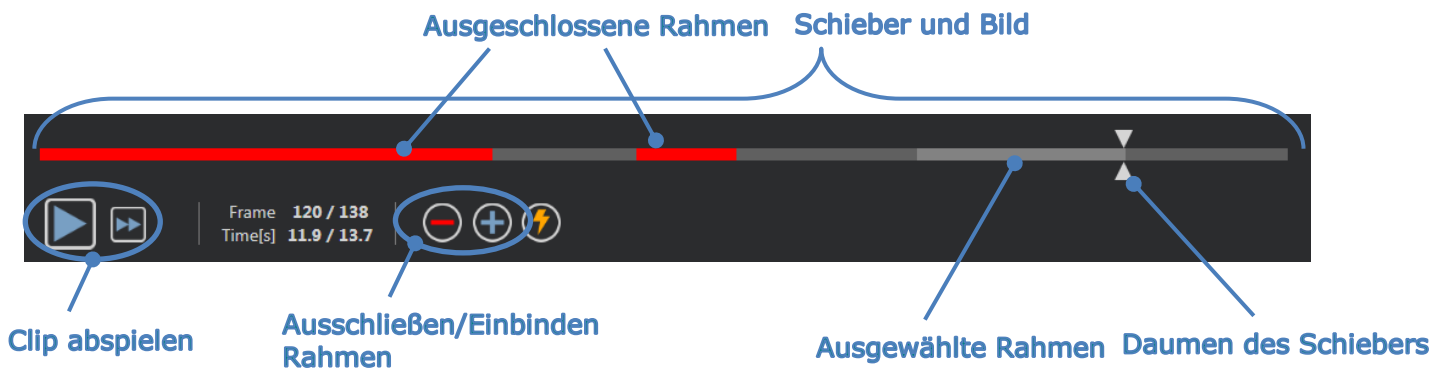 Ausgeschlossene Rahmen
Schieber und Bild
Frame 120 / 138
Time[s] 11.9 / 13.7
Clip abspielen
Ausschließen/Einbinden
Rahmen
Ausgewählte Rahmen
Daumen des Schiebers